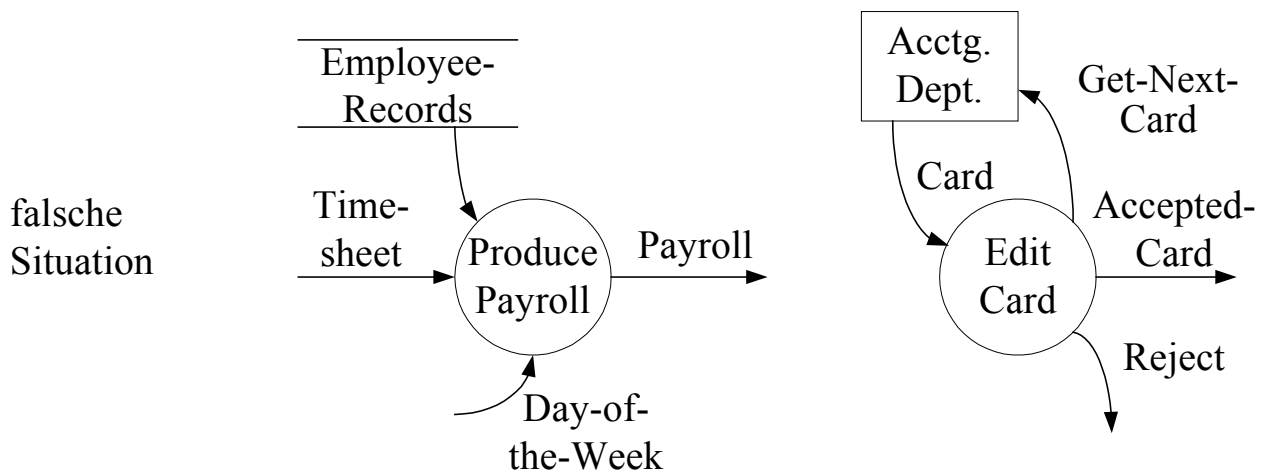 falsche
Situation
Employee-
Records
Time-
sheet
Produce
Payroll
Payroll
Day-of-
the-Week
Acctg.
Dept.
Get-Next-
Card
Card
Edit
Card
Accepted-
Card
Reject